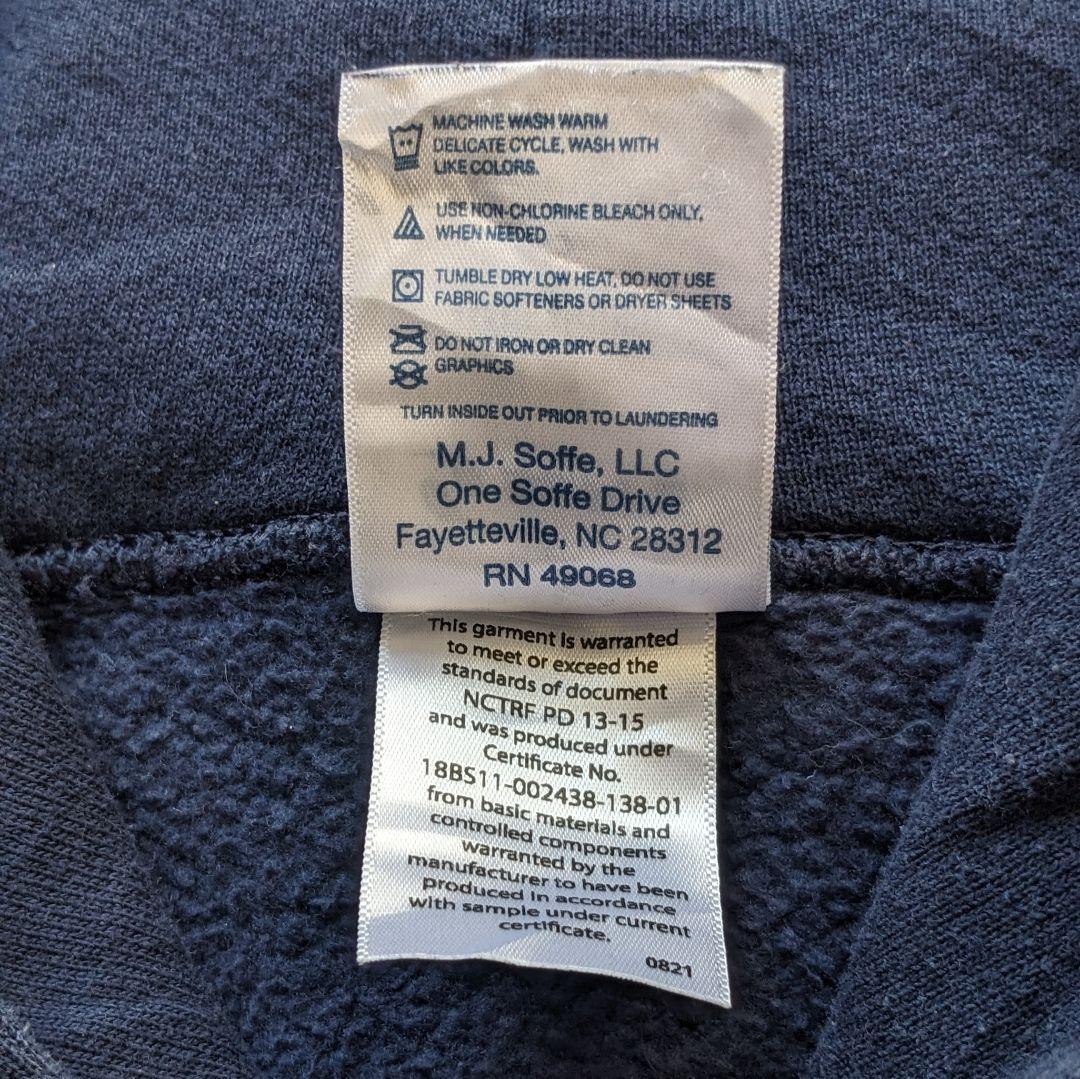 MACHINE WASH WARM
DELICATE CYCLE, WASH WITH
LIKE COLORS.
USE NON-CHLORINE BLEACH ONLY,
WHEN NEEDED
TUMBLE DRY LOW HEAT, DO NOT USE
FABRIC SOFTENERS OR DRYER SHEETS
DO NOT IRON OR DRY CLEAN
GRAPHICS
TURN INSIDE OUT PRIOR TO LAUNDERING
M.J. Soffe, LLC
One Soffe Drive
Fayetteville, NC 28312
RN 49068
This garment is warranted
to meet or exceed the
standards of document
NCTRF PD 13-15
and was produced under
Certificate No.
18BS11-002438-138-01
from basic materials and
controlled components
warranted by the
manufacturer to have been
produced in accordance
with sample under current
certificate.
0821